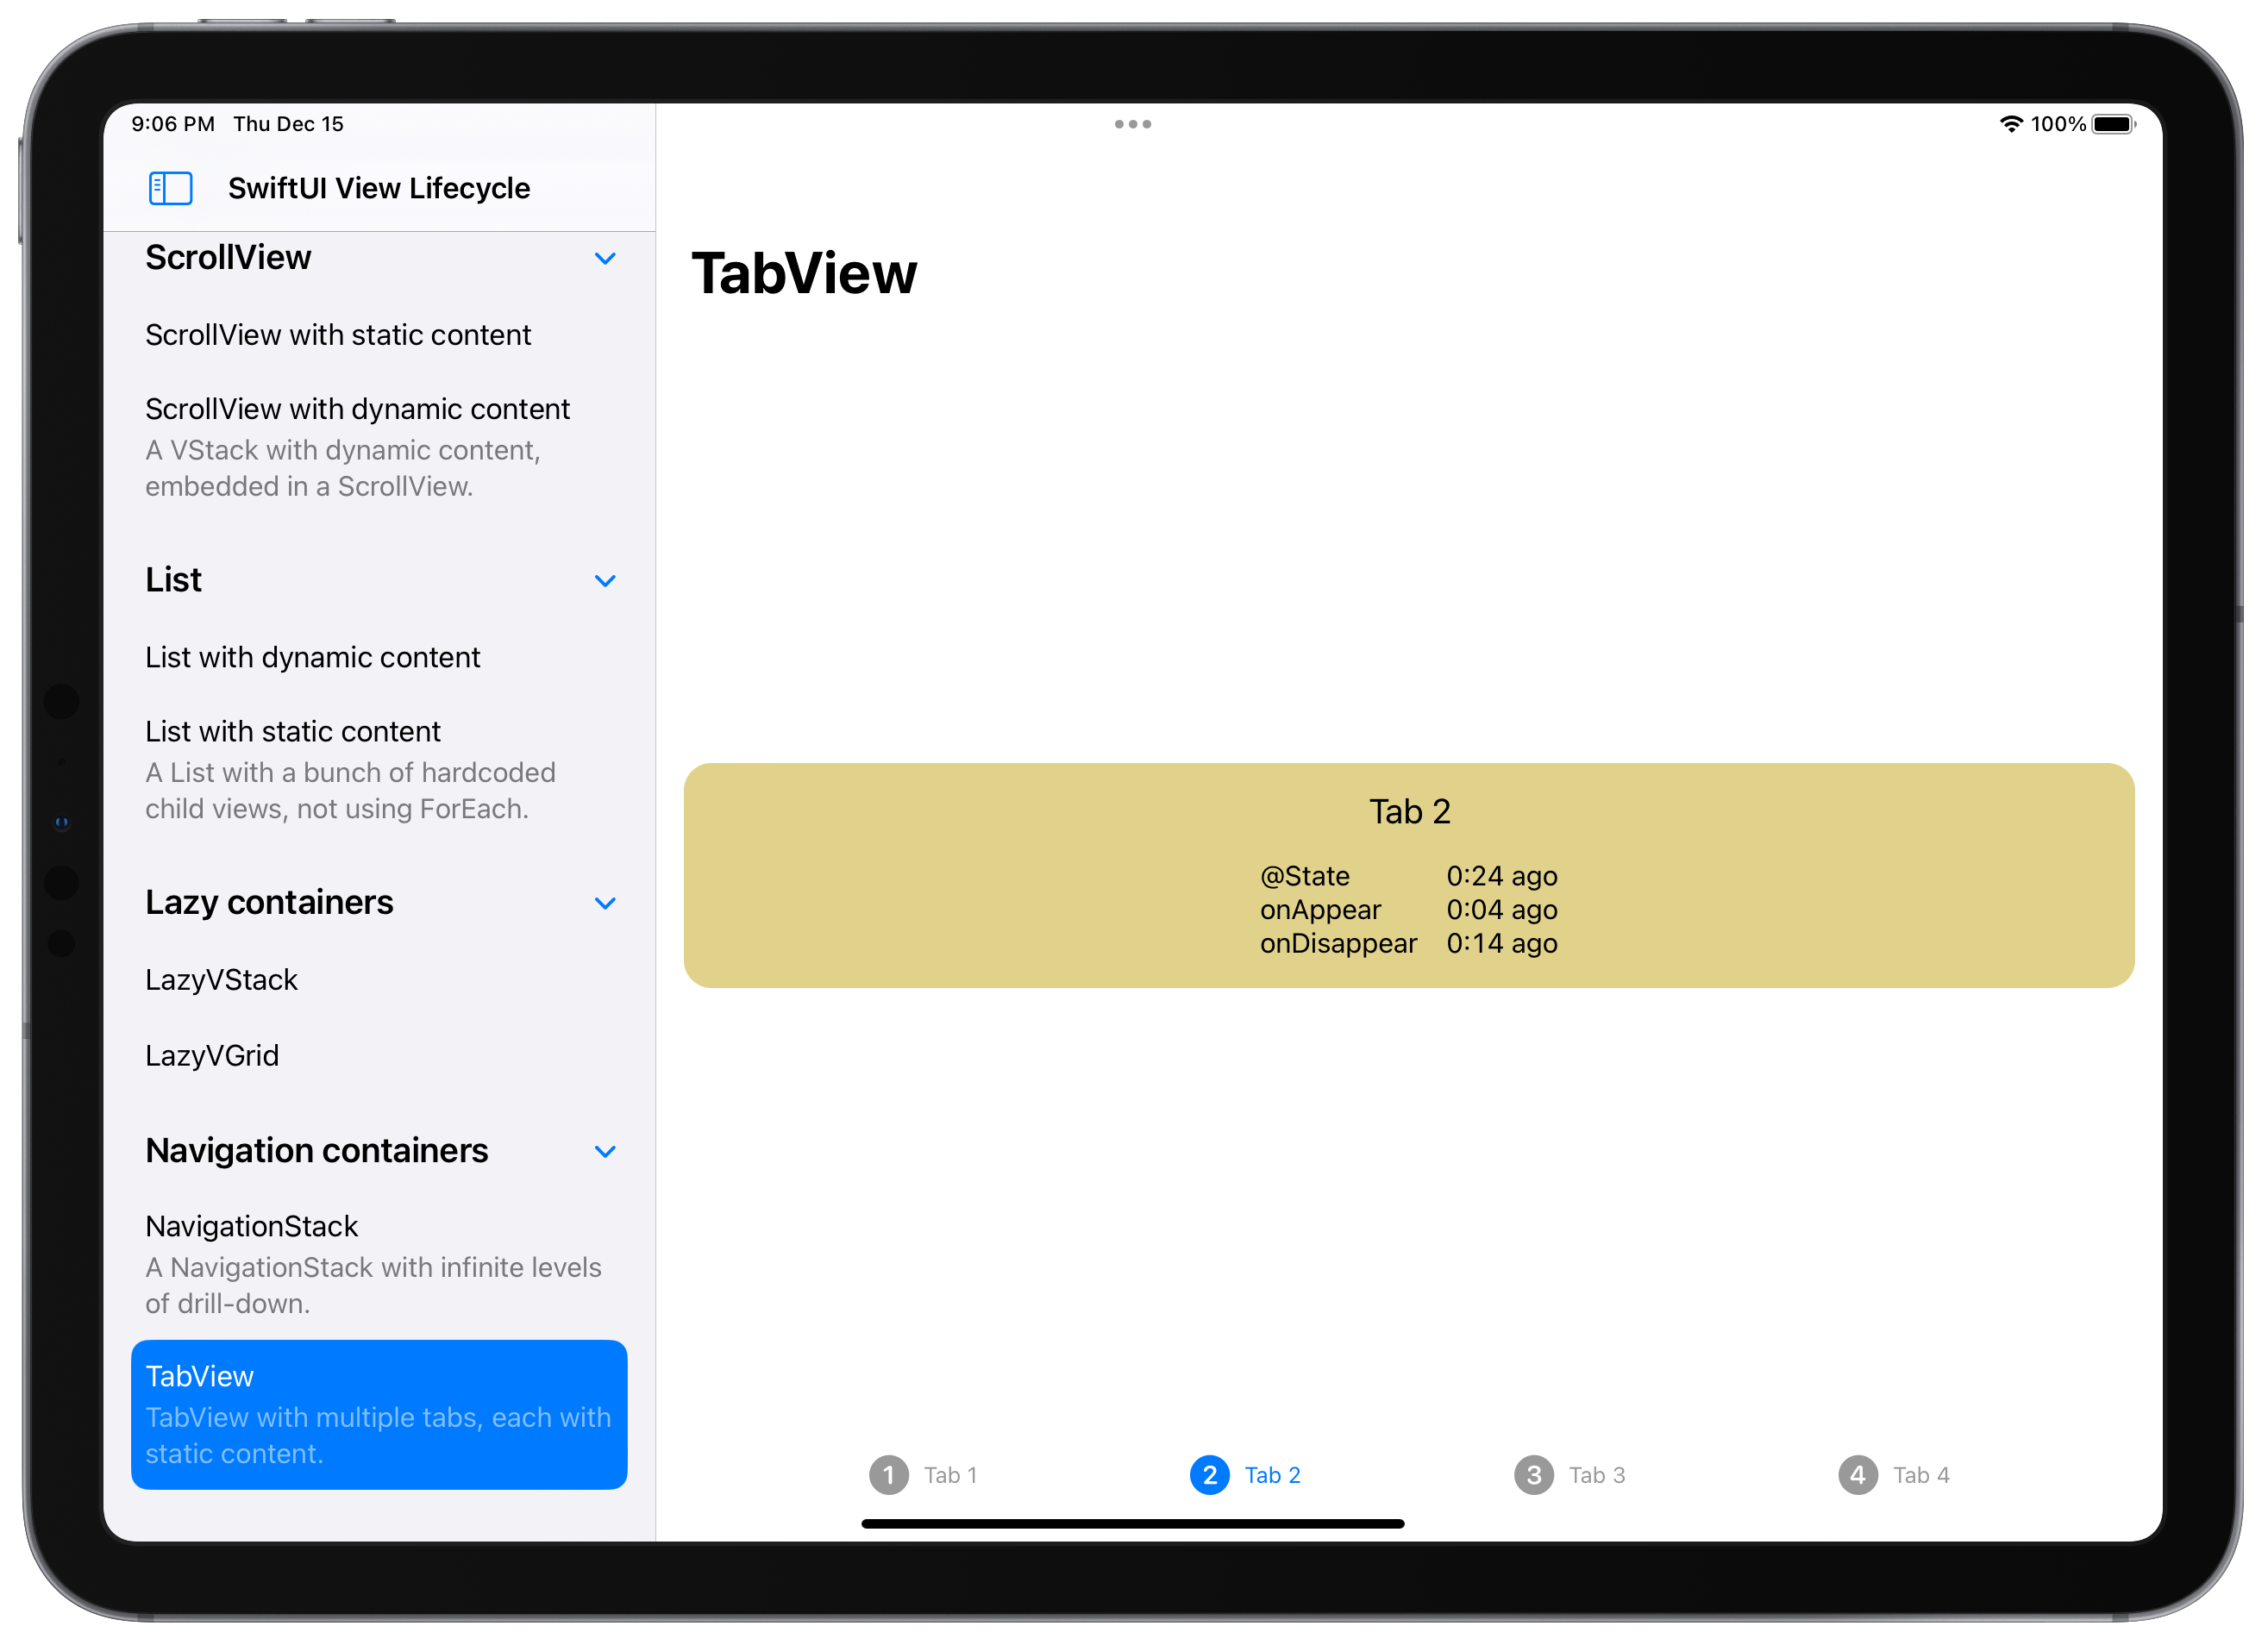 9:06 PM Thu Dec 15
100%
SwiftUI View Lifecycle
ScrollView
ScrollView with static content
ScrollView with dynamic content
A VStack with dynamic content,
embedded in a ScrollView.
List
List with dynamic content
List with static content
A List with a bunch of hardcoded
child views, not using ForEach.
Lazy containers
LazyVStack
LazyVGrid
Navigation containers
NavigationStack
A NavigationStack with infinite levels
of drill-down.
TabView
TabView with multiple tabs, each with
static content.
TabView
Tab 2
@State 0:24 ago
onAppear 0:04 ago
onDisappear 0:14 ago
1 Tab 1 2 Tab 2 3 Tab 3 4 Tab 4